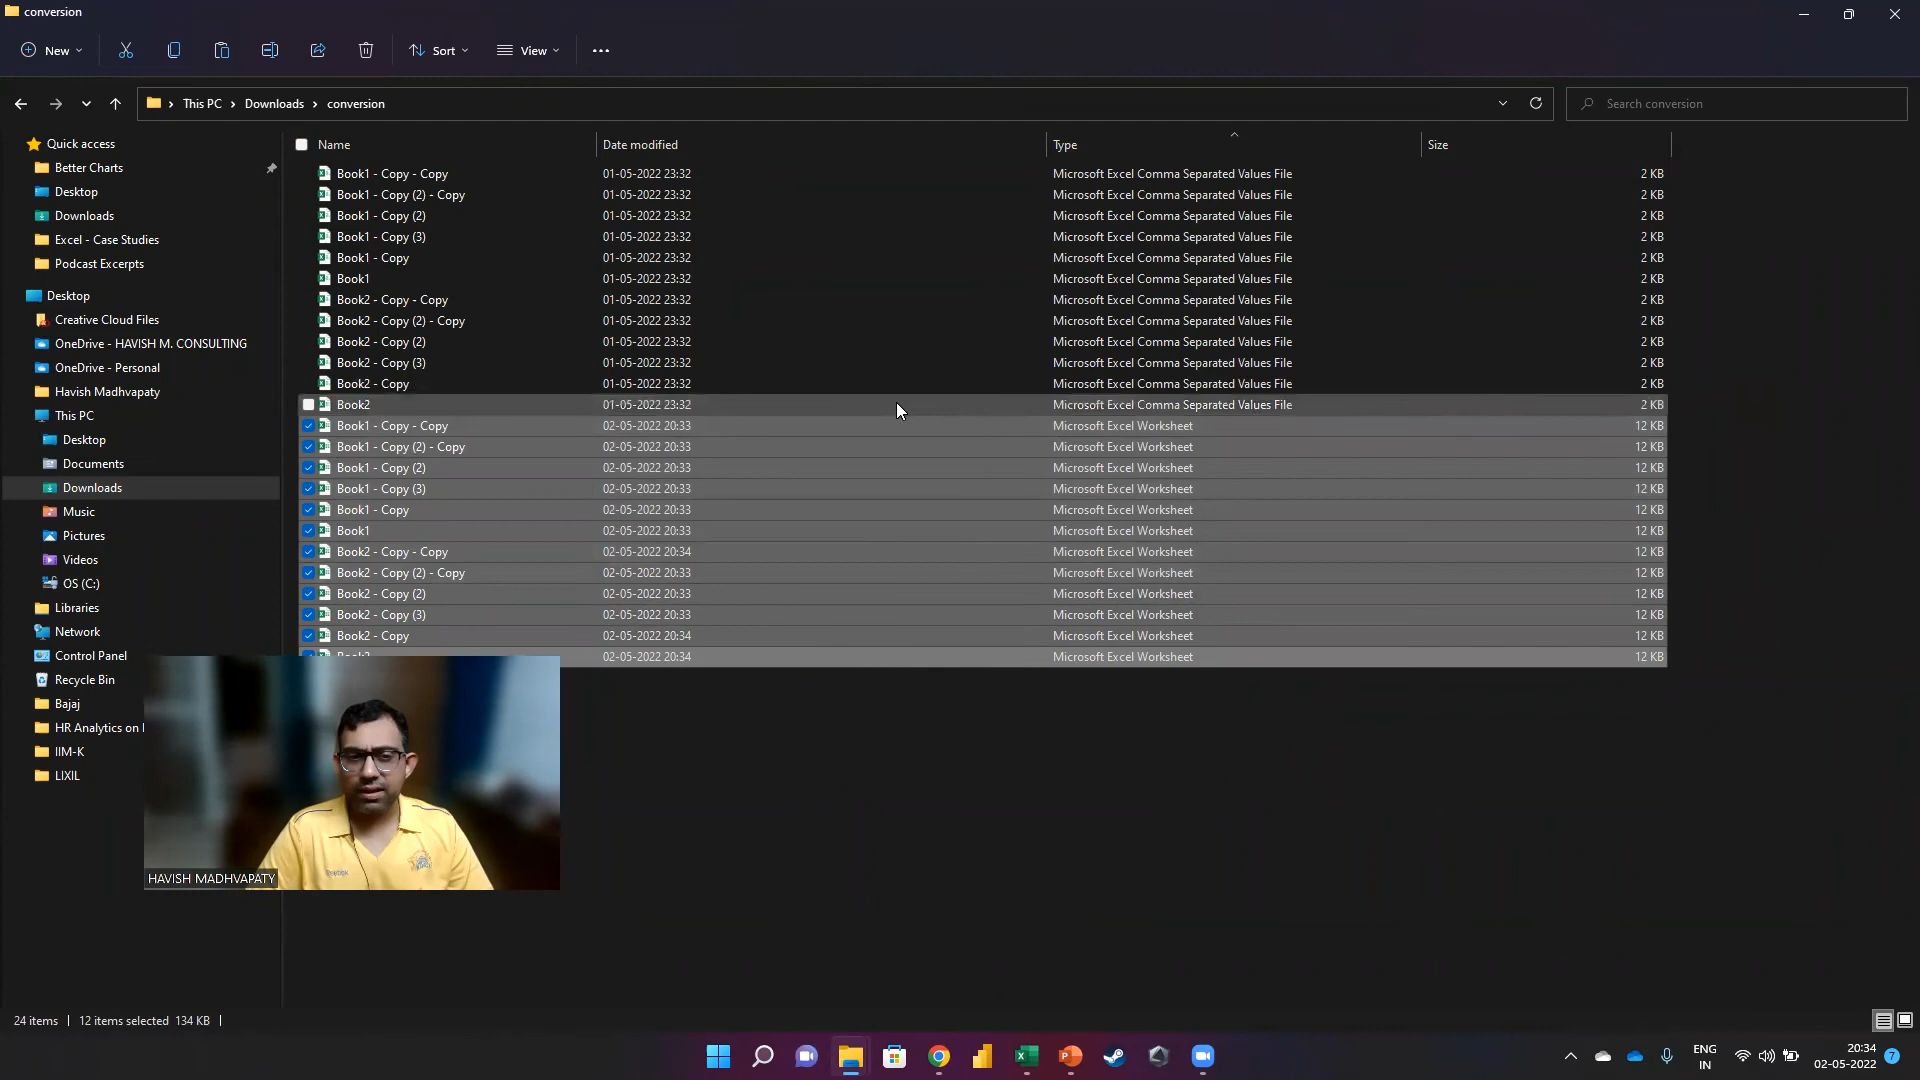 conversion
New
Sort
View
This PC > Downloads > conversion
Search conversion
Quick access
Better Charts
Desktop
Downloads
Excel - Case Studies
Podcast Excerpts
Desktop
Creative Cloud Files
OneDrive - HAVISH M. CONSULTING
OneDrive - Personal
Havish Madhvapaty
This PC
Desktop
Documents
Downloads
Music
Pictures
Videos
OS (C:)
Libraries
Network
Control Panel
Recycle Bin
Bajaj
HR Analytics on
IIM-K
LIXIL
Name Date modified Type Size
Book1 - Copy - Copy 01-05-2022 23:32 Microsoft Excel Comma Separated Values File 2 KB
Book1 - Copy (2) - Copy 01-05-2022 23:32 Microsoft Excel Comma Separated Values File 2 KB
Book1 - Copy (2) 01-05-2022 23:32 Microsoft Excel Comma Separated Values File 2 KB
Book1 - Copy (3) 01-05-2022 23:32 Microsoft Excel Comma Separated Values File 2 KB
Book1 - Copy 01-05-2022 23:32 Microsoft Excel Comma Separated Values File 2 KB
Book1 01-05-2022 23:32 Microsoft Excel Comma Separated Values File 2 KB
Book2 - Copy - Copy 01-05-2022 23:32 Microsoft Excel Comma Separated Values File 2 KB
Book2 - Copy (2) - Copy 01-05-2022 23:32 Microsoft Excel Comma Separated Values File 2 KB
Book2 - Copy (2) 01-05-2022 23:32 Microsoft Excel Comma Separated Values File 2 KB
Book2 - Copy (3) 01-05-2022 23:32 Microsoft Excel Comma Separated Values File 2 KB
Book2 - Copy 01-05-2022 23:32 Microsoft Excel Comma Separated Values File 2 KB
Book2 01-05-2022 23:32 Microsoft Excel Comma Separated Values File 2 KB
Book1 - Copy - Copy 02-05-2022 20:33 Microsoft Excel Worksheet 12 KB
Book1 - Copy (2) - Copy 02-05-2022 20:33 Microsoft Excel Worksheet 12 KB
Book1 - Copy (2) 02-05-2022 20:33 Microsoft Excel Worksheet 12 KB
Book1 - Copy (3) 02-05-2022 20:33 Microsoft Excel Worksheet 12 KB
Book1 - Copy 02-05-2022 20:33 Microsoft Excel Worksheet 12 KB
Book1 02-05-2022 20:33 Microsoft Excel Worksheet 12 KB
Book2 - Copy - Copy 02-05-2022 20:34 Microsoft Excel Worksheet 12 KB
Book2 - Copy (2) - Copy 02-05-2022 20:33 Microsoft Excel Worksheet 12 KB
Book2 - Copy (2) 02-05-2022 20:33 Microsoft Excel Worksheet 12 KB
Book2 - Copy (3) 02-05-2022 20:33 Microsoft Excel Worksheet 12 KB
Book2 - Copy 02-05-2022 20:34 Microsoft Excel Worksheet 12 KB
02-05-2022 20:34 Microsoft Excel Worksheet 12 KB
HAVISH MADHVAPATY
24 items 12 items selected 134 KB
ENG
IN
20:34
02-05-2022
7